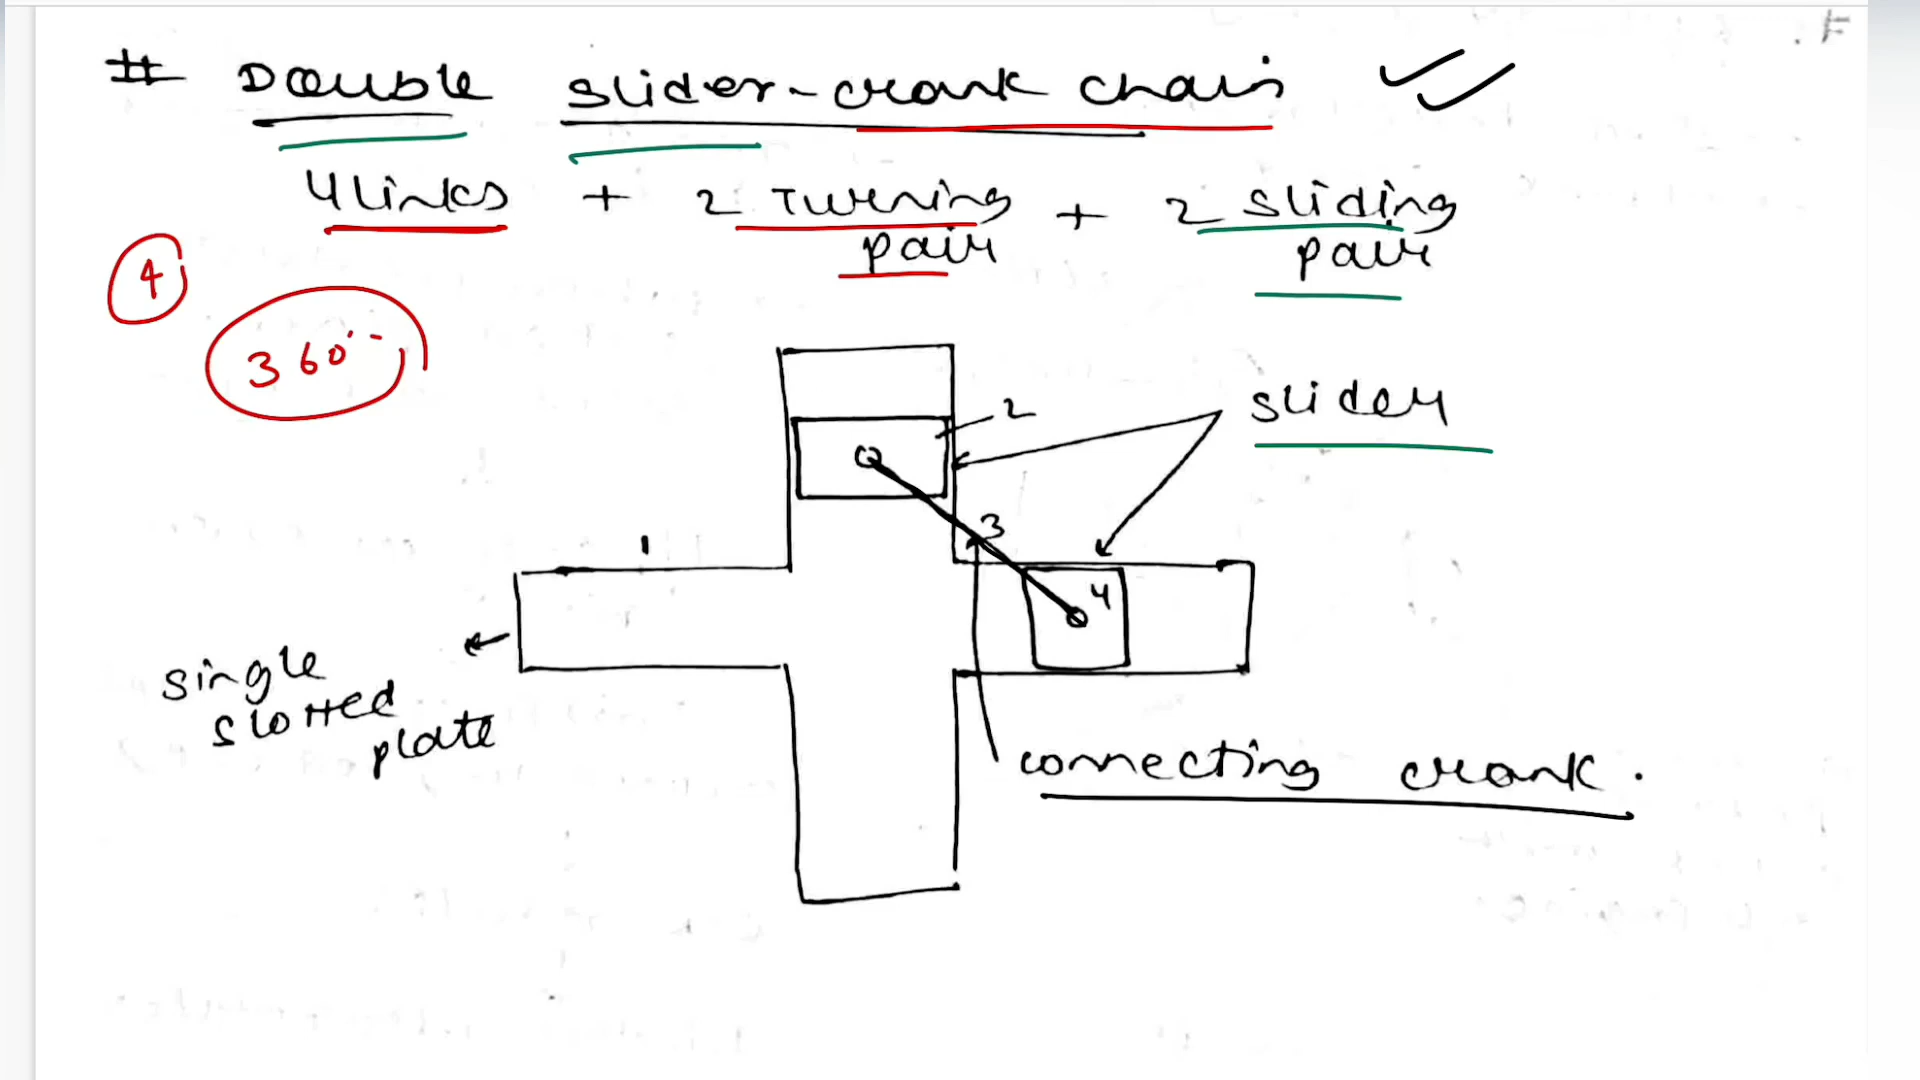 # Double slider-crank chain
4 links + 2 Turning pair + 2 sliding pair
4
360°
2
slider
3
1
4
single slotted plate
connecting crank.